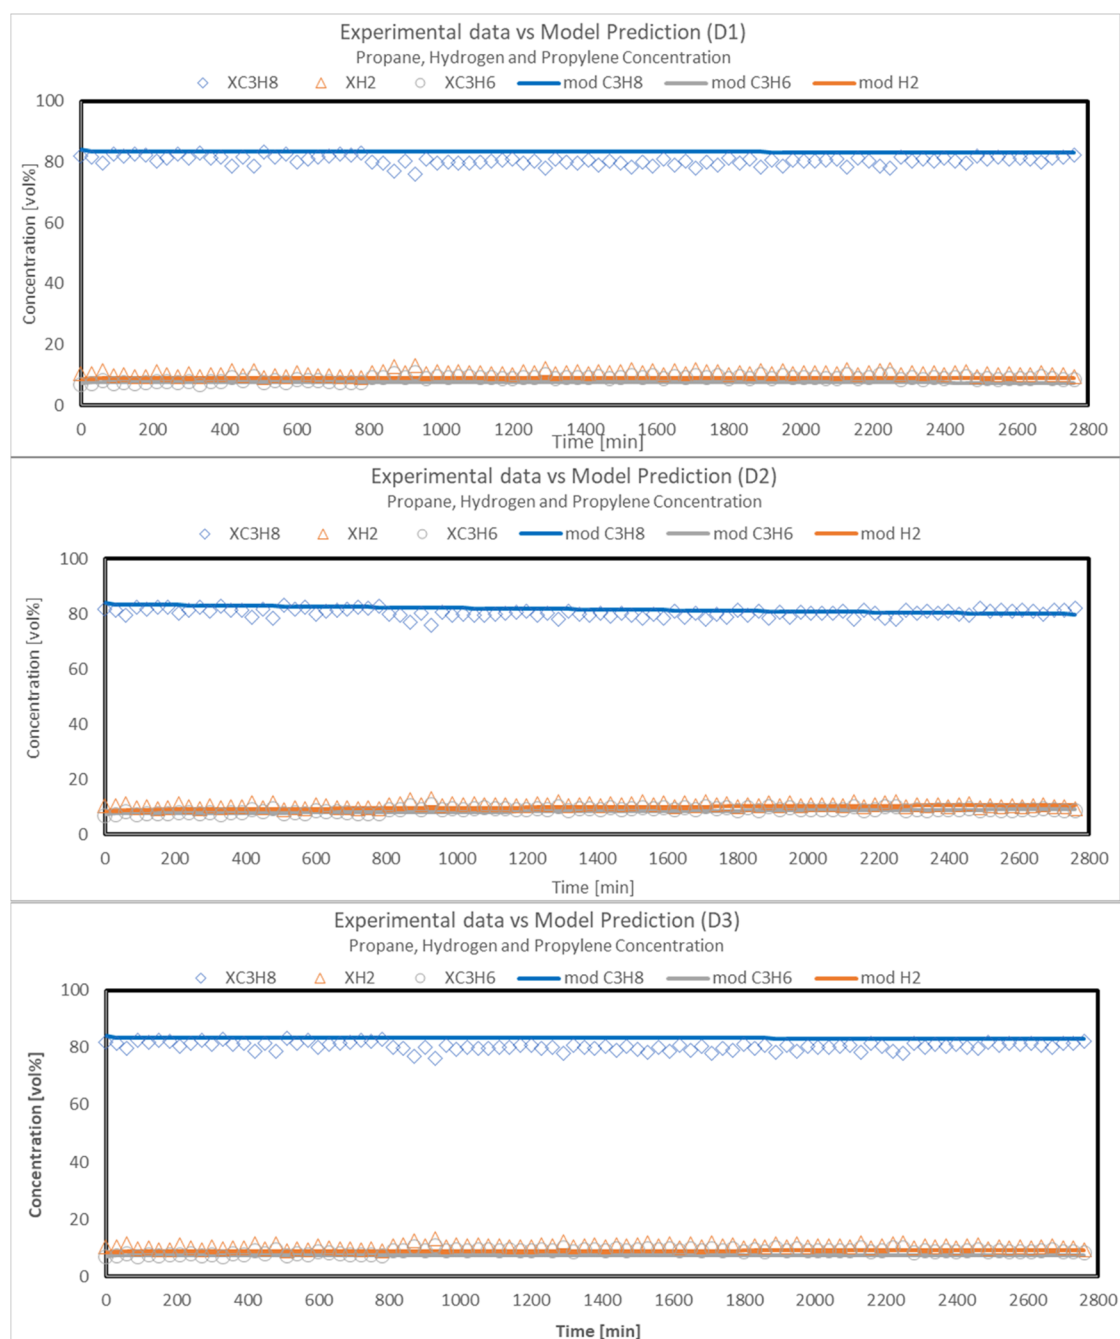 Experimental data vs Model Prediction (D1)
Propane, Hydrogen and Propylene Concentration
XC3H8 XH2 XC3H6 mod C3H8 mod C3H6 mod H2
100
80
60
40
20
0
Concentration [vol%]
0 200 400 600 800 1000 1200 1400 1600 1800 2000 2200 2400 2600 2800
Time [min]
Experimental data vs Model Prediction (D2)
Propane, Hydrogen and Propylene Concentration
XC3H8 XH2 XC3H6 mod C3H8 mod C3H6 mod H2
100
80
60
40
20
0
Concentration [vol%]
0 200 400 600 800 1000 1200 1400 1600 1800 2000 2200 2400 2600 2800
Time [min]
Experimental data vs Model Prediction (D3)
Propane, Hydrogen and Propylene Concentration
XC3H8 XH2 XC3H6 mod C3H8 mod C3H6 mod H2
100
80
60
40
20
0
Concentration [vol%]
0 200 400 600 800 1000 1200 1400 1600 1800 2000 2200 2400 2600 2800
Time [min]